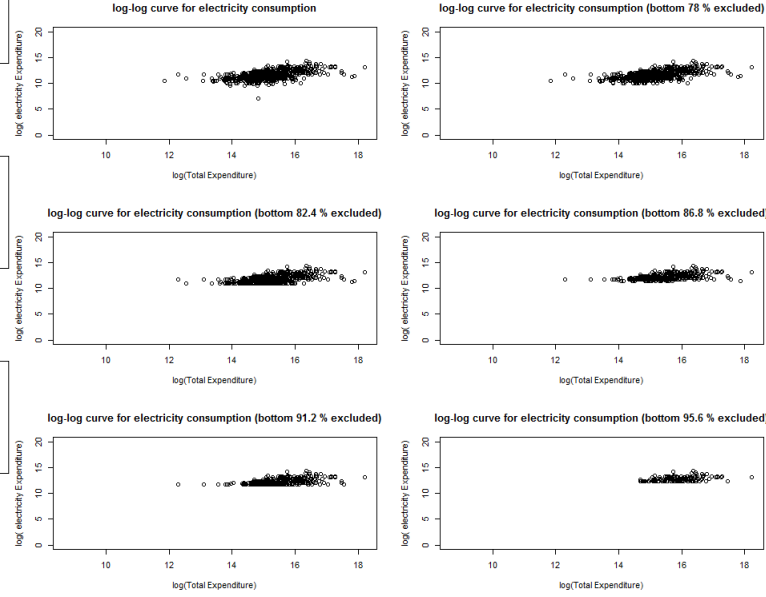 log-log curve for electricity consumption
log( electricity Expenditure)
0 5 10 15 20
10 12 14 16 18
log(Total Expenditure)
log-log curve for electricity consumption (bottom 78 % excluded)
log( electricity Expenditure)
0 5 10 15 20
10 12 14 16 18
log(Total Expenditure)
log-log curve for electricity consumption (bottom 82.4 % excluded)
log( electricity Expenditure)
0 5 10 15 20
10 12 14 16 18
log(Total Expenditure)
log-log curve for electricity consumption (bottom 86.8 % excluded)
log( electricity Expenditure)
0 5 10 15 20
10 12 14 16 18
log(Total Expenditure)
log-log curve for electricity consumption (bottom 91.2 % excluded)
log( electricity Expenditure)
0 5 10 15 20
10 12 14 16 18
log(Total Expenditure)
log-log curve for electricity consumption (bottom 95.6 % excluded)
log( electricity Expenditure)
0 5 10 15 20
10 12 14 16 18
log(Total Expenditure)